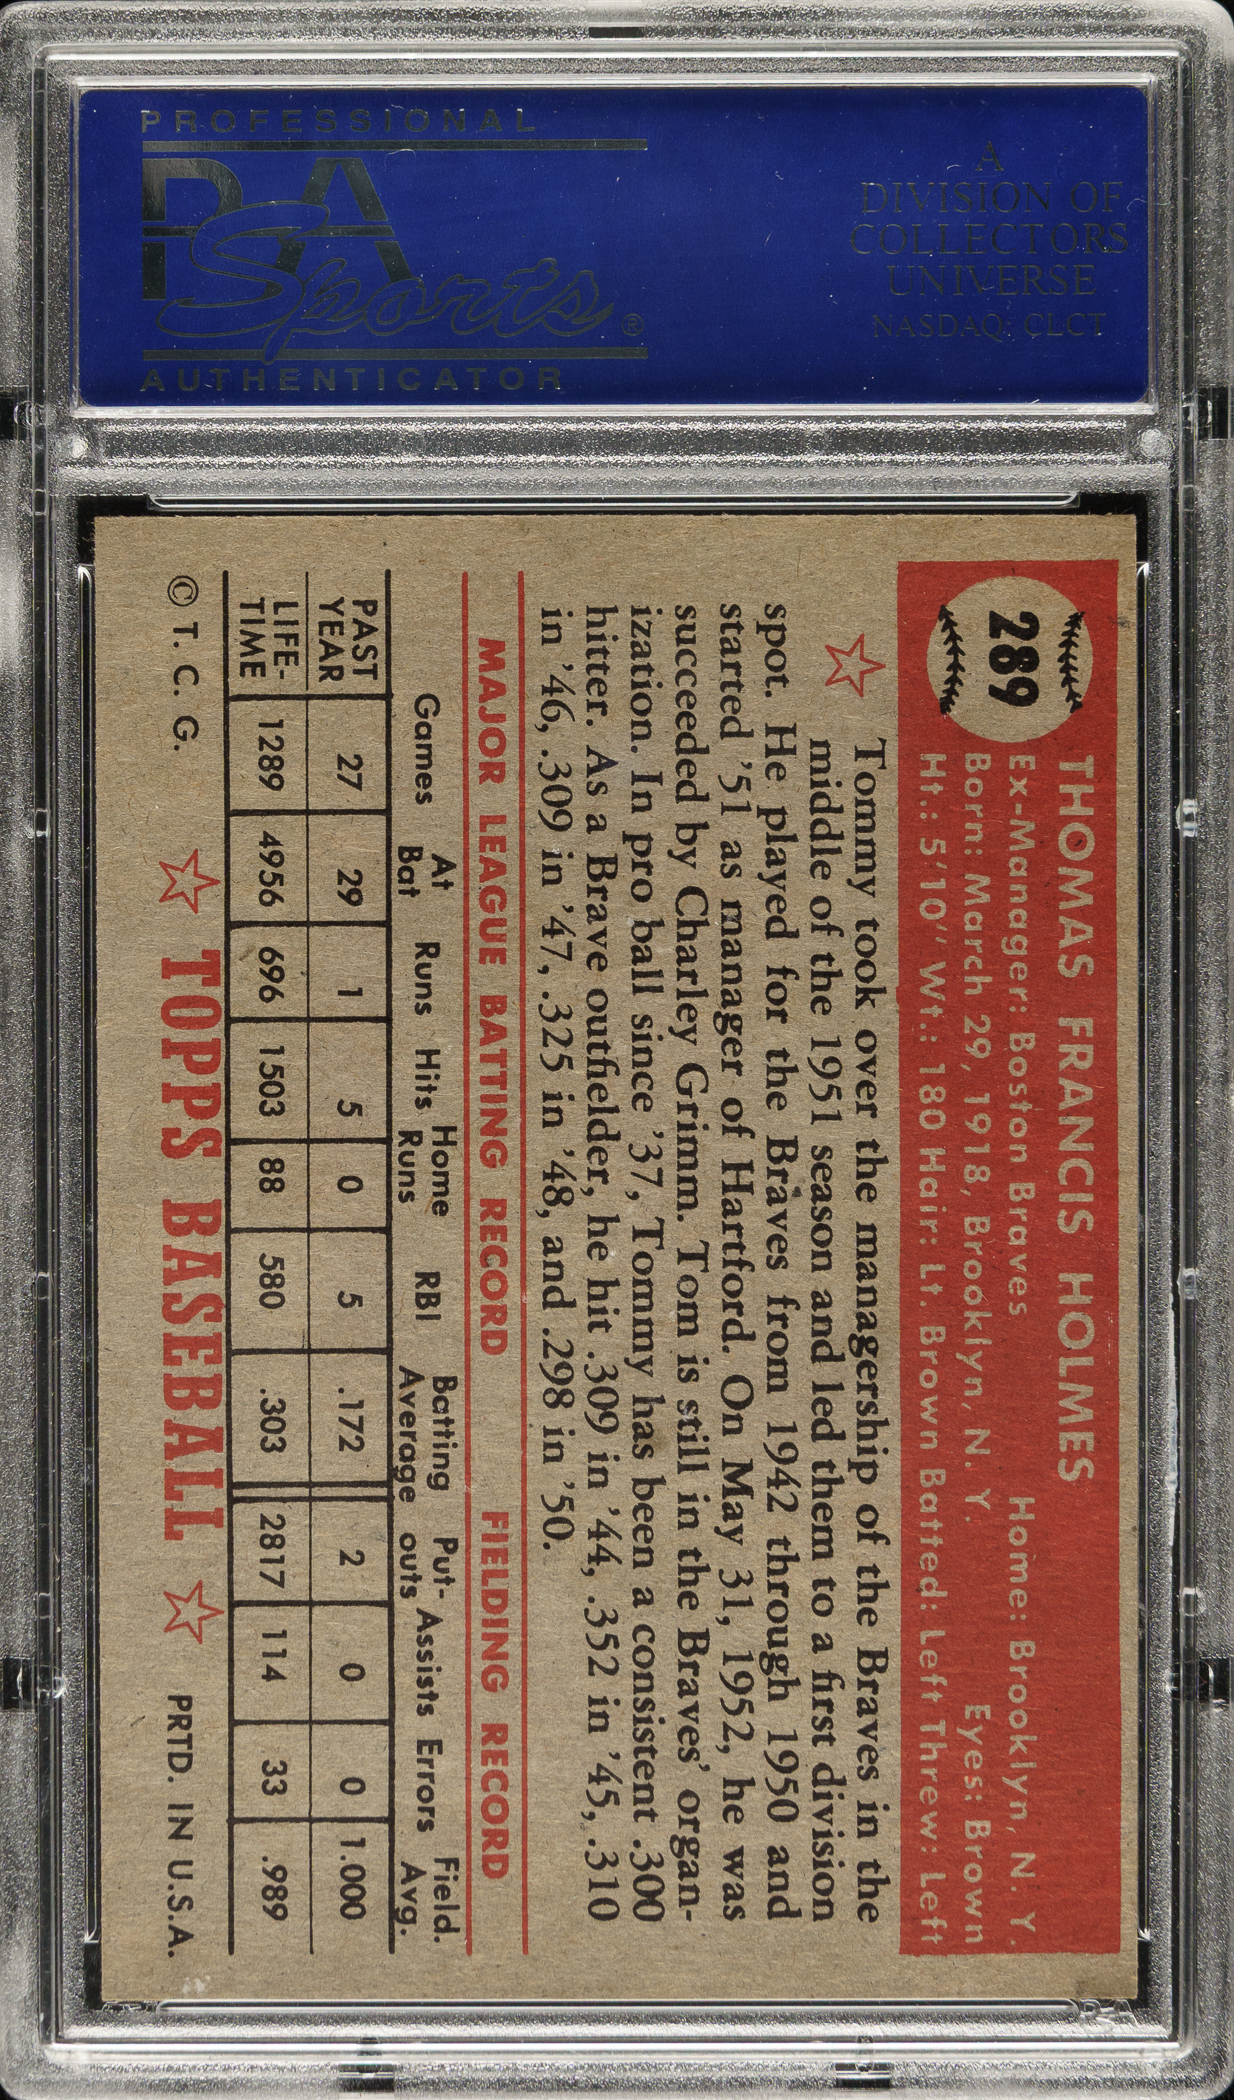 PROFESSIONAL
PSA
Sports®
AUTHENTICATOR
A
DIVISION OF
COLLECTORS
UNIVERSE
NASDAQ: CLCT
289
THOMAS FRANCIS HOLMES
Ex-Manager: Boston Braves Home: Brooklyn, N. Y.
Born: March 29, 1918, Brooklyn, N. Y. Eyes: Brown
Ht.: 5'10" Wt.: 180 Hair: Lt. Brown Batted: Left Threw: Left
Tommy took over the managership of the Braves in the
middle of the 1951 season and led them to a first division
spot. He played for the Braves from 1942 through 1950 and
started '51 as manager of Hartford. On May 31, 1952, he was
succeeded by Charley Grimm. Tom is still in the Braves' organ-
ization. In pro ball since '37, Tommy has been a consistent .300
hitter. As a Brave outfielder, he hit .309 in '44, .352 in '45, .310
in '46, .309 in '47, .325 in '48, and .298 in '50.
MAJOR LEAGUE BATTING RECORD FIELDING RECORD
Games At Bat Runs Hits Home Runs RBI Batting Average Put-outs Assists Errors Field. Avg.
PAST YEAR 27 29 1 5 0 5 .172 2 0 0 1.000
LIFE-TIME 1289 4956 696 1503 88 580 .303 2817 114 33 .989
© T. C. G. TOPPS BASEBALL PRTD. IN U.S.A.
PSA